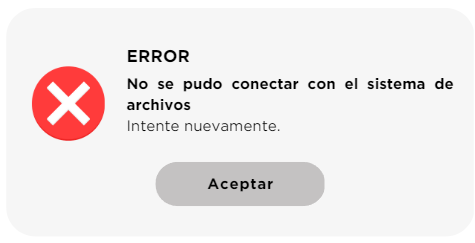 ERROR
No se pudo conectar con el sistema de
archivos
Intente nuevamente.
Aceptar